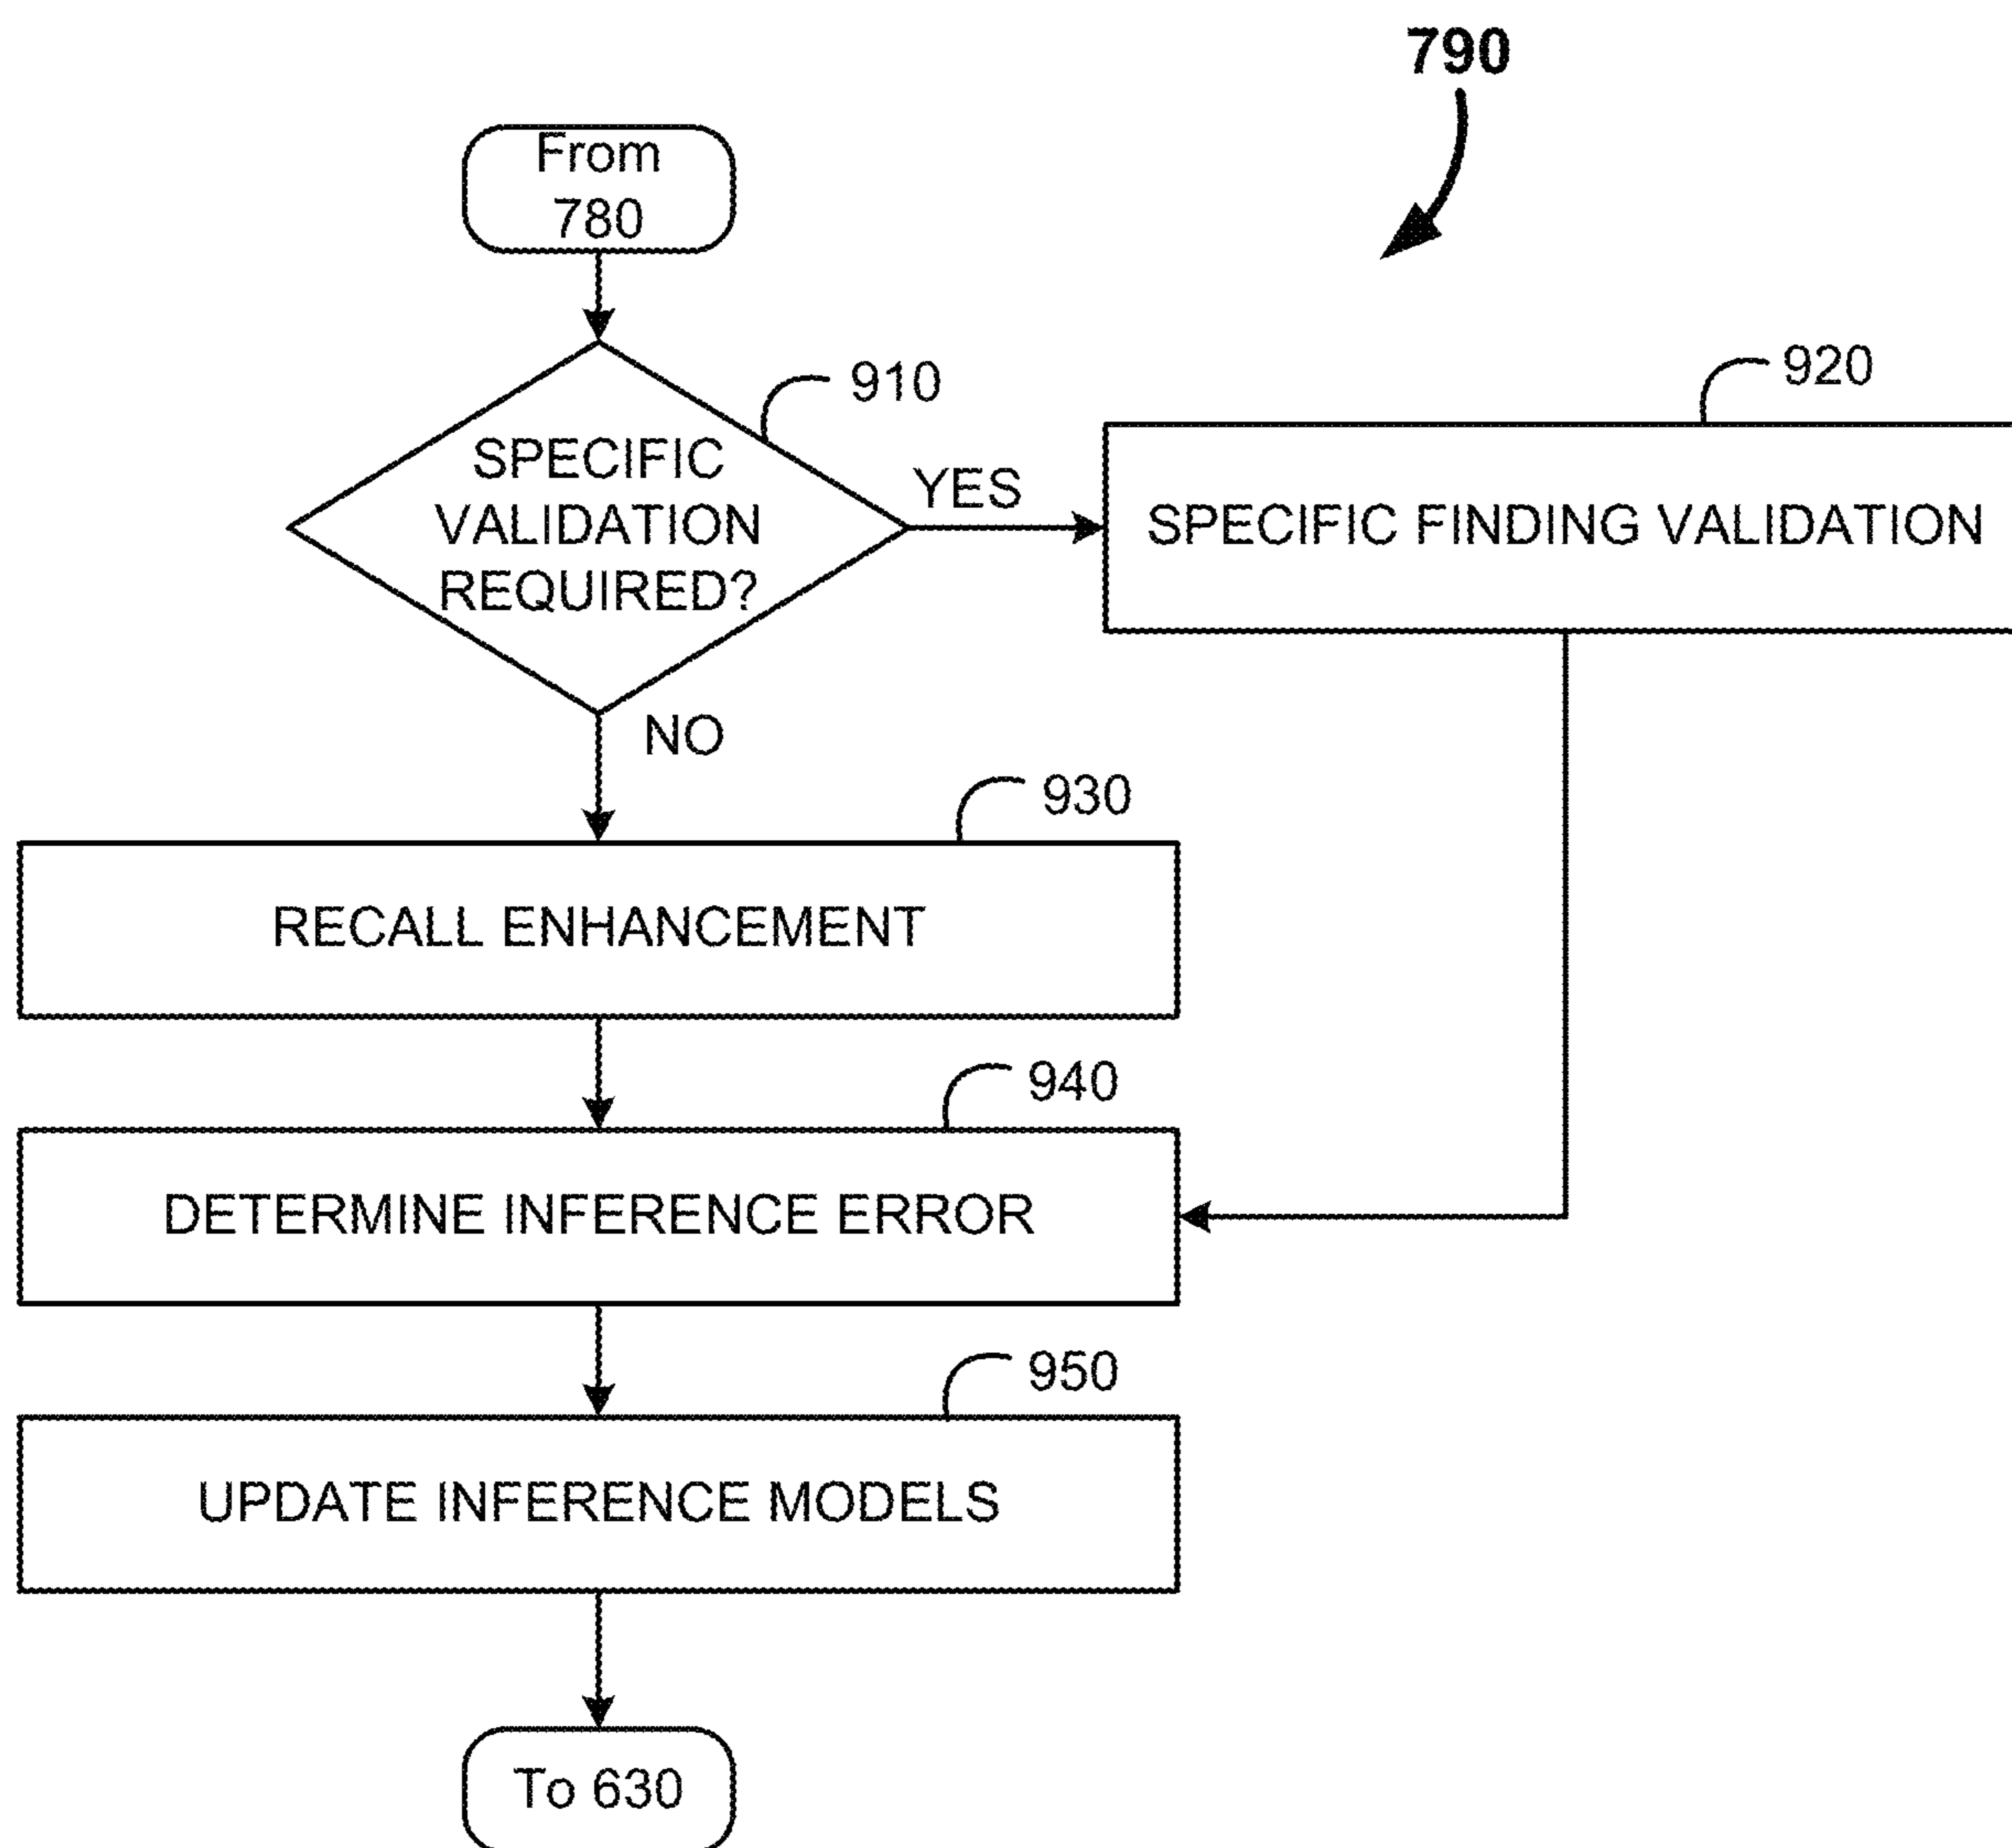 790
From
780
910
SPECIFIC
VALIDATION
REQUIRED?
YES
920
SPECIFIC FINDING VALIDATION
NO
930
RECALL ENHANCEMENT
940
DETERMINE INFERENCE ERROR
950
UPDATE INFERENCE MODELS
To 630